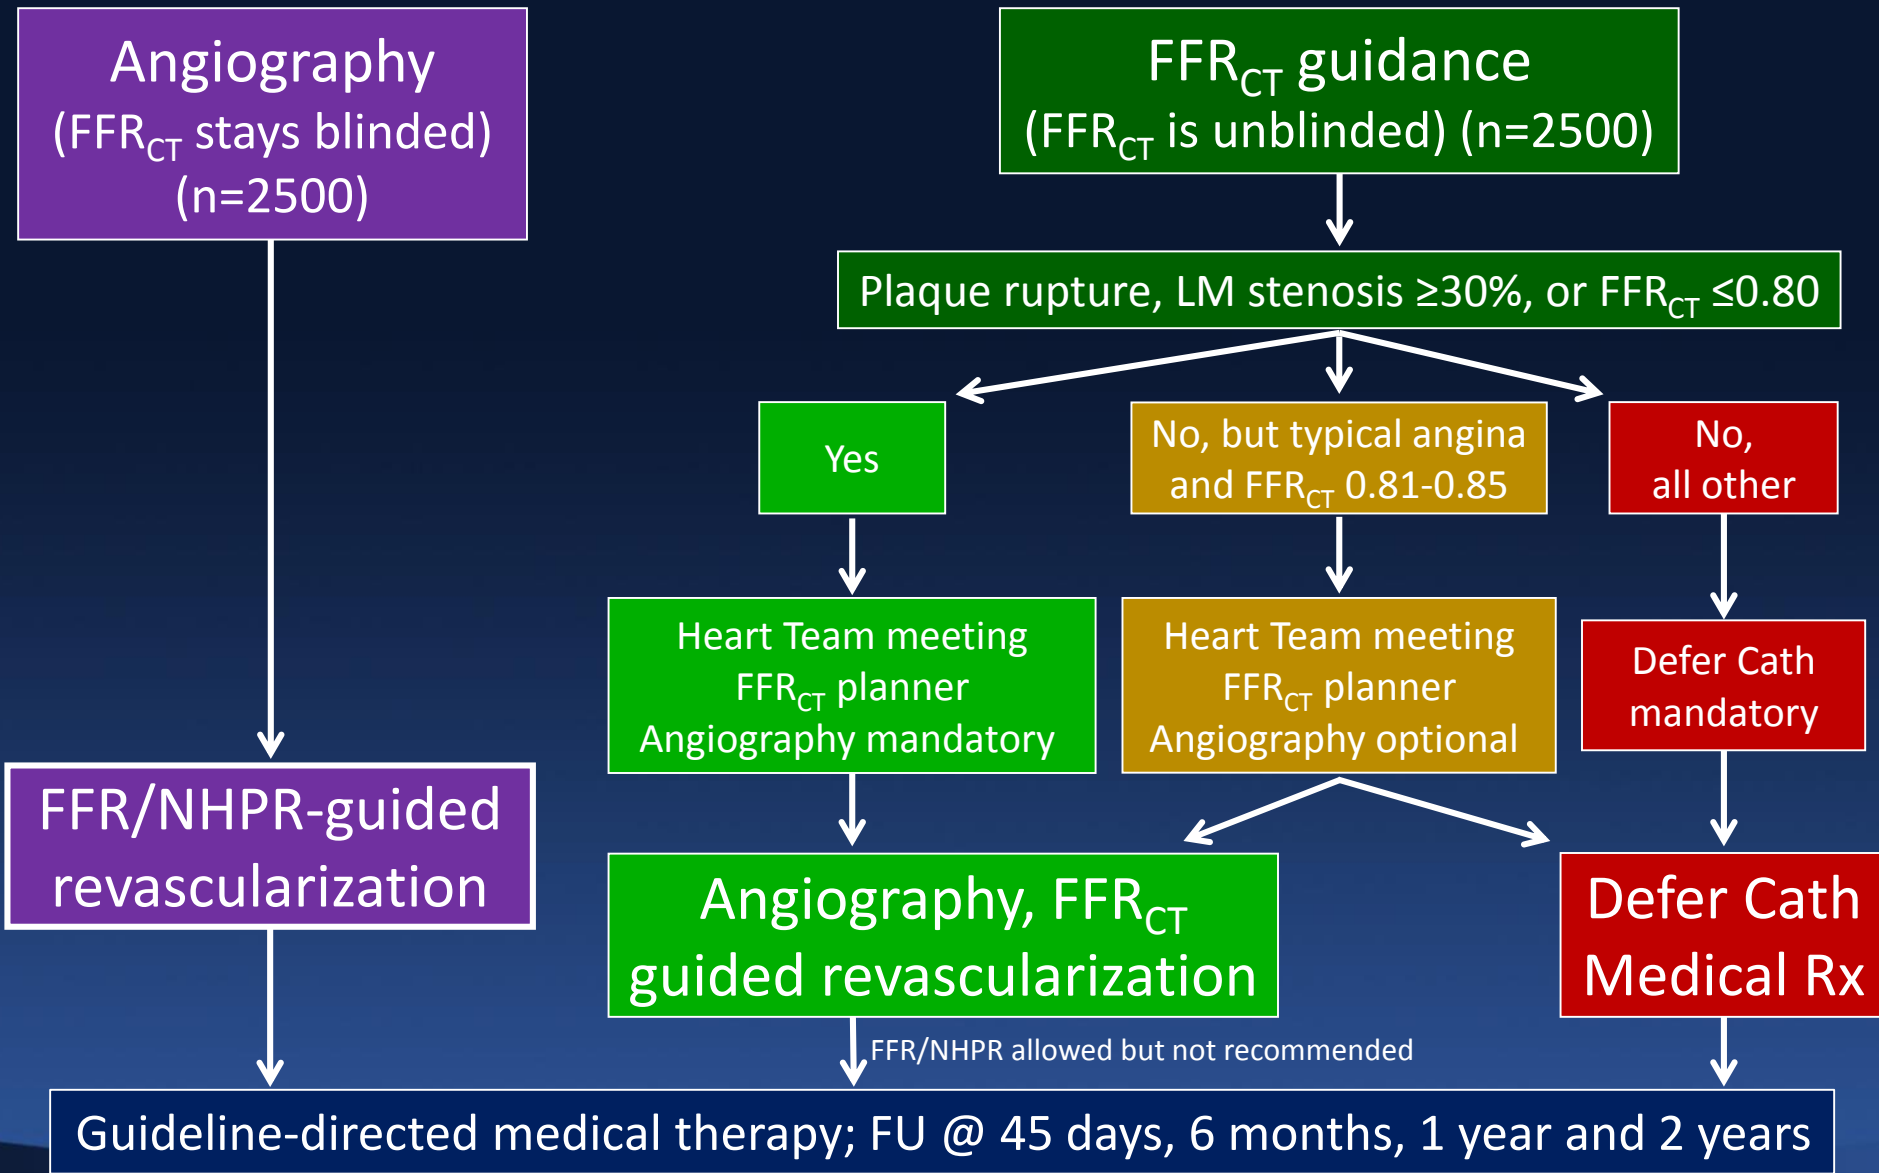 Angiography
(FFRCT stays blinded)
(n=2500)
FFRCT guidance
(FFRCT is unblinded) (n=2500)
Plaque rupture, LM stenosis ≥30%, or FFRCT ≤0.80
Yes
No, but typical angina
and FFRCT 0.81-0.85
No,
all other
Heart Team meeting
FFRCT planner
Angiography mandatory
Heart Team meeting
FFRCT planner
Angiography optional
Defer Cath
mandatory
FFR/NHPR-guided
revascularization
Angiography, FFRCT
guided revascularization
Defer Cath
Medical Rx
FFR/NHPR allowed but not recommended
Guideline-directed medical therapy; FU @ 45 days, 6 months, 1 year and 2 years